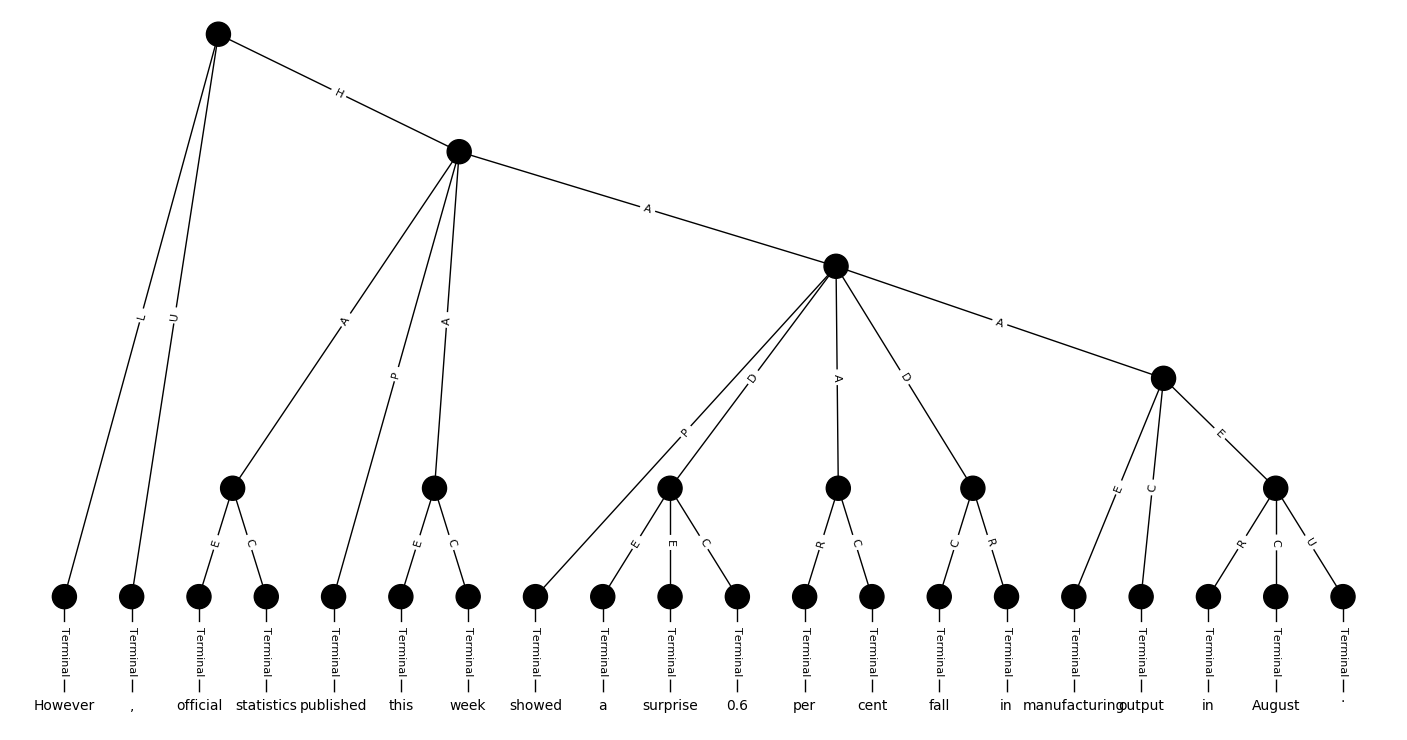 H
A
L U A A A
P D A D
P E
E C E C E C E E C R C C R E C R C U
Terminal Terminal Terminal Terminal Terminal Terminal Terminal Terminal Terminal Terminal Terminal Terminal Terminal Terminal Terminal Terminal Terminal Terminal Terminal Terminal
However , official statistics published this week showed a surprise 0.6 per cent fall in manufacturing output in August .